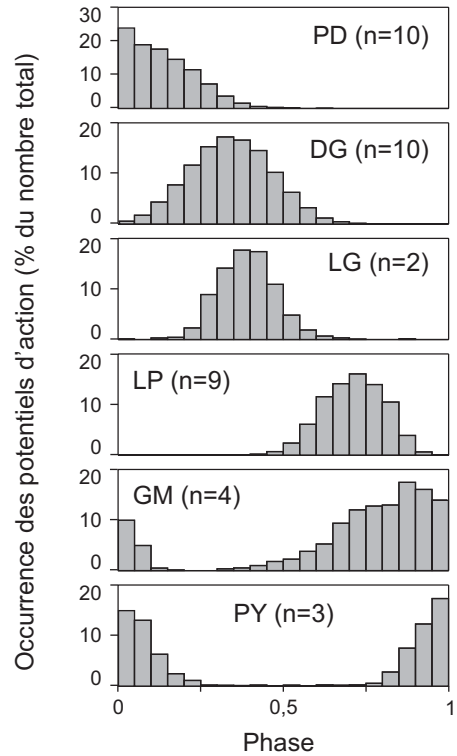 Occurrence des potentiels d’action (% du nombre total)
30
20
10
0
PD (n=10)
20
10
0
DG (n=10)
20
10
0
LG (n=2)
20
10
0
LP (n=9)
20
10
0
GM (n=4)
20
10
0
PY (n=3)
0
0,5
1
Phase